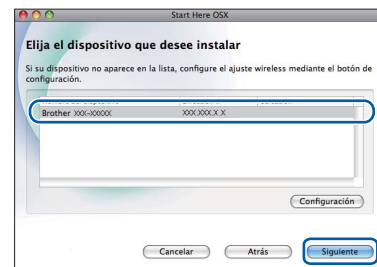 Start Here OSX
Elija el dispositivo que desee instalar
Si su dispositivo no aparece en la lista, configure el ajuste wireless mediante el botón de
configuración.
Brother XXX-XXXXX XXX.XXX.X.X
Configuración
Cancelar Atrás Siguiente